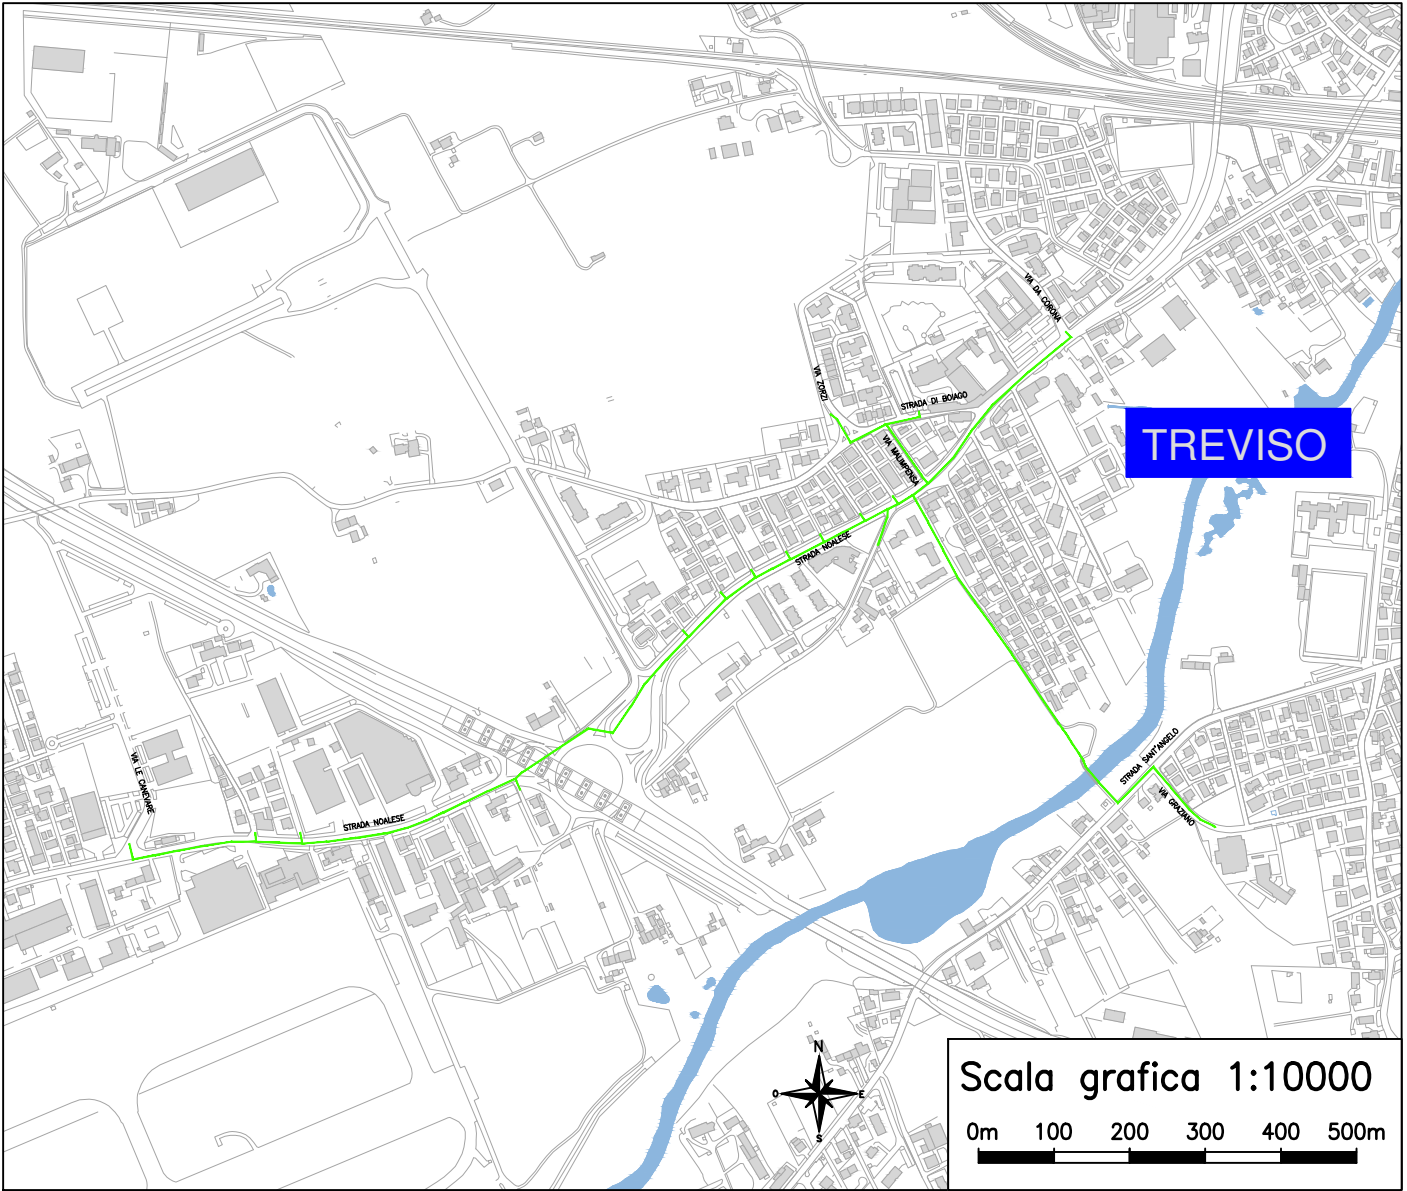 VIA DA CORONA
VIA ZORZI
STRADA DI BOIAGO
VIA MALIMPENSA
TREVISO
STRADA NOALESE
STRADA SANT'ANGELO
VIA LE CANEVARE
VIA GRAZIANO
STRADA NOALESE
N
O
E
S
Scala grafica 1:10000
0m 100 200 300 400 500m